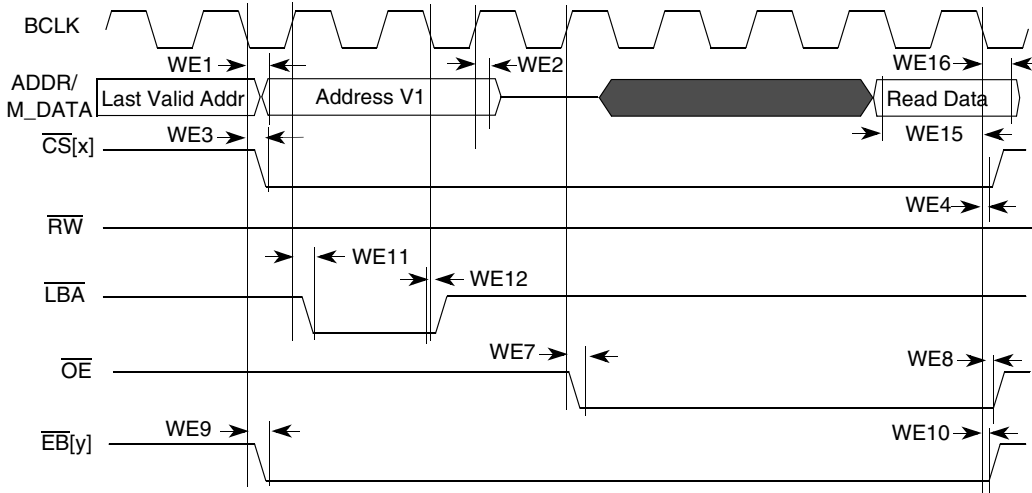 BCLK
WE1
WE2
WE16
ADDR/
M_DATA
Last Valid Addr
Address V1
Read Data
WE3
WE15
CS[x]
WE4
RW
WE11
LBA
WE12
WE7
WE8
OE
WE9
WE10
EB[y]